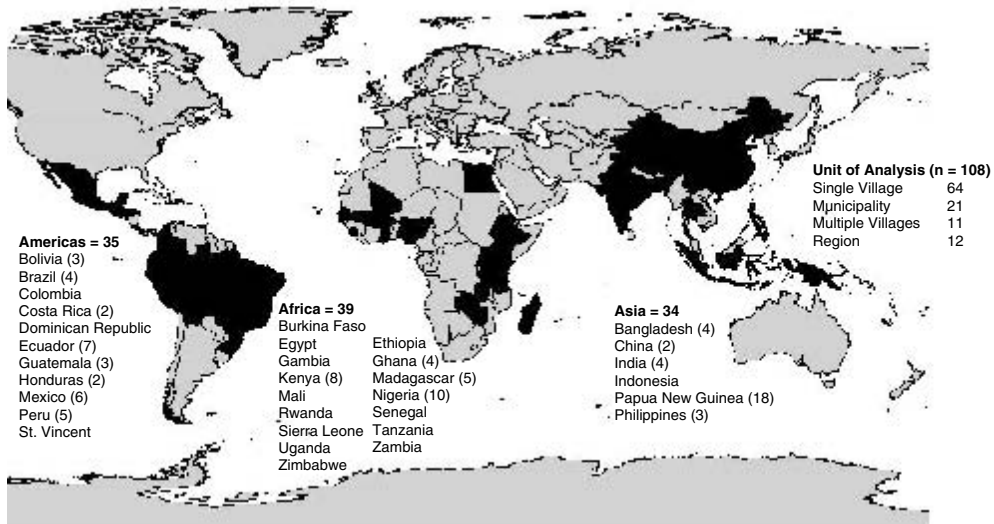 Unit of Analysis (n = 108)
Single Village 64
Municipality 21
Multiple Villages 11
Region 12
Americas = 35
Bolivia (3)
Brazil (4)
Colombia
Costa Rica (2)
Dominican Republic
Ecuador (7)
Guatemala (3)
Honduras (2)
Mexico (6)
Peru (5)
St. Vincent
Africa = 39
Burkina Faso
Egypt
Gambia
Kenya (8)
Mali
Rwanda
Sierra Leone
Uganda
Zimbabwe
Ethiopia
Ghana (4)
Madagascar (5)
Nigeria (10)
Senegal
Tanzania
Zambia
Asia = 34
Bangladesh (4)
China (2)
India (4)
Indonesia
Papua New Guinea (18)
Philippines (3)